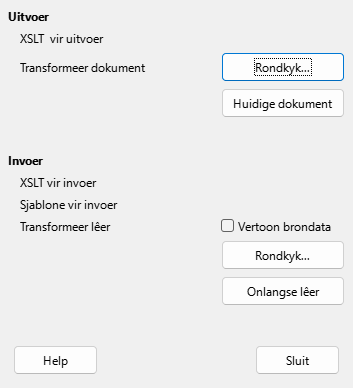 Uitvoer
XSLT vir uitvoer
Transformeer dokument
Rondkyk...
Huidige dokument
Invoer
XSLT vir invoer
Sjablone vir invoer
Transformeer lêer
Vertoon brondata
Rondkyk...
Onlangse lêer
Help
Sluit